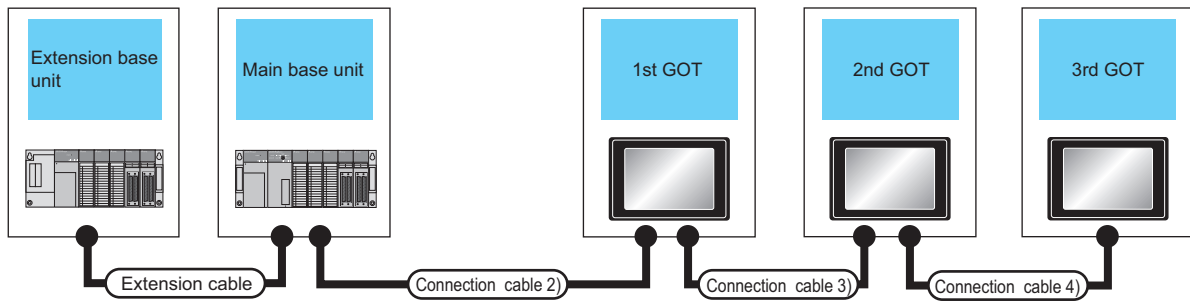 Extension base
unit
Main base unit
1st GOT
2nd GOT
3rd GOT
Extension cable
Connection cable 2)
Connection cable 3)
Connection cable 4)